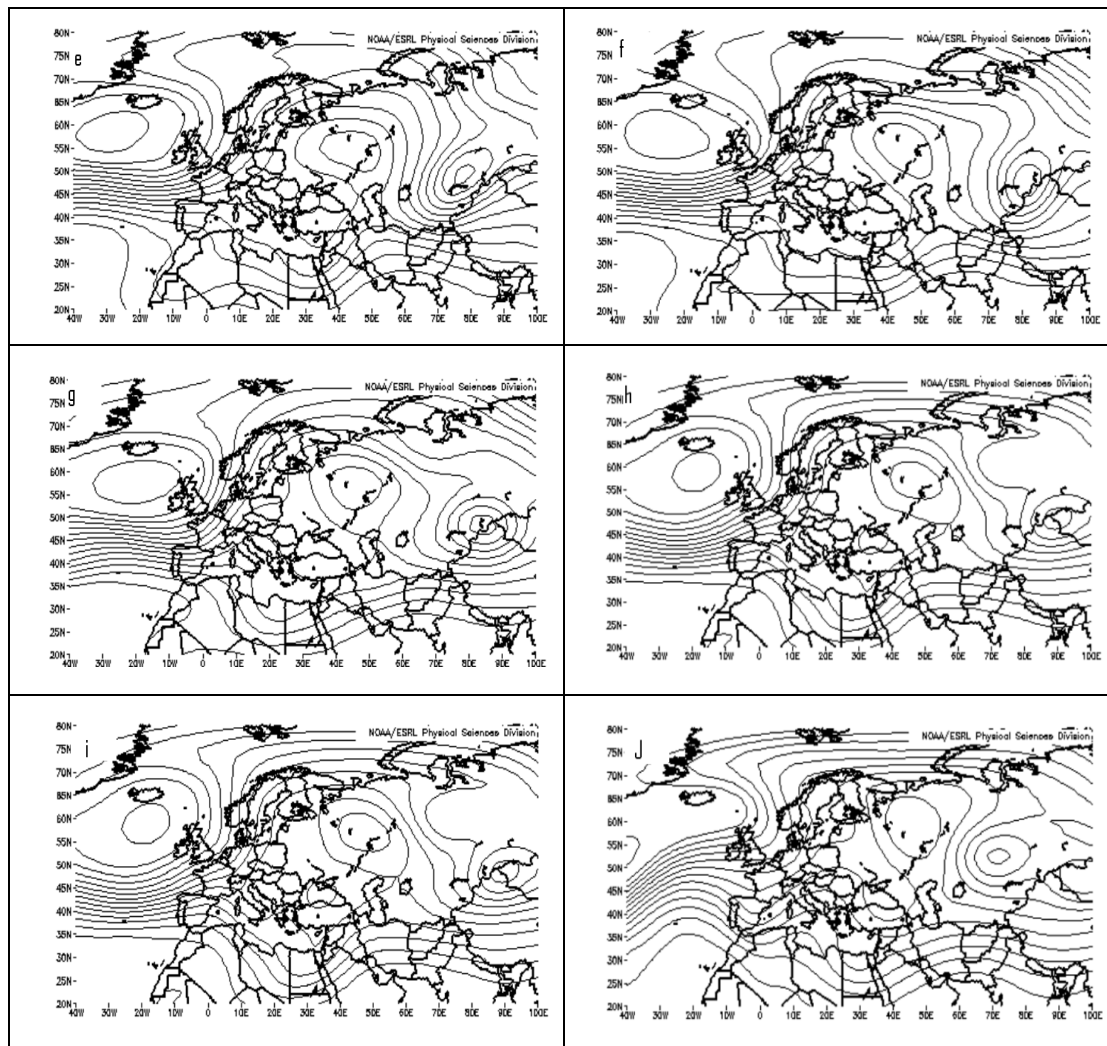 e
NOAA/ESRL Physical Sciences Division
80N
75N
70N
65N
60N
55N
50N
45N
40N
35N
30N
25N
20N
40W 30W 20W 10W 0 10E 20E 30E 40E 50E 60E 70E 80E 90E 100E
f
NOAA/ESRL Physical Sciences Division
80N
75N
70N
65N
60N
55N
50N
45N
40N
35N
30N
25N
20N
40W 30W 20W 10W 0 10E 20E 30E 40E 50E 60E 70E 80E 90E 100E
g
NOAA/ESRL Physical Sciences Division
80N
75N
70N
65N
60N
55N
50N
45N
40N
35N
30N
25N
20N
40W 30W 20W 10W 0 10E 20E 30E 40E 50E 60E 70E 80E 90E 100E
h
NOAA/ESRL Physical Sciences Division
80N
75N
70N
65N
60N
55N
50N
45N
40N
35N
30N
25N
20N
40W 30W 20W 10W 0 10E 20E 30E 40E 50E 60E 70E 80E 90E 100E
i
NOAA/ESRL Physical Sciences Division
80N
75N
70N
65N
60N
55N
50N
45N
40N
35N
30N
25N
20N
40W 30W 20W 10W 0 10E 20E 30E 40E 50E 60E 70E 80E 90E 100E
J
NOAA/ESRL Physical Sciences Division
80N
75N
70N
65N
60N
55N
50N
45N
40N
35N
30N
25N
20N
40W 30W 20W 10W 0 10E 20E 30E 40E 50E 60E 70E 80E 90E 100E